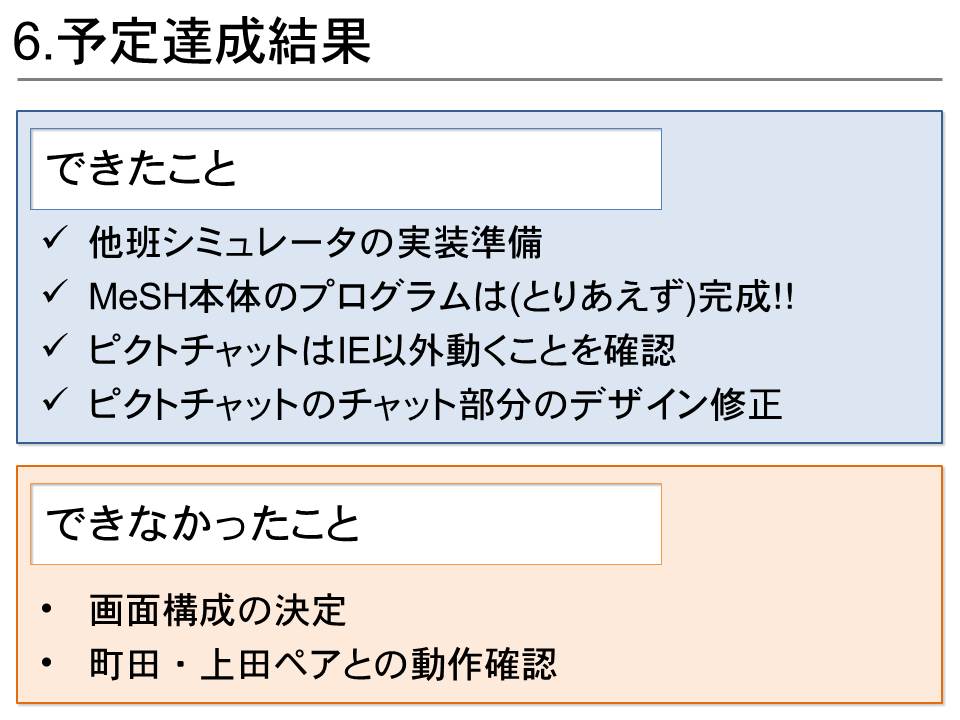 6.予定達成結果
できたこと
✓ 他班シミュレータの実装準備
✓ MeSH本体のプログラムは(とりあえず)完成!!
✓ ピクトチャットはIE以外動くことを確認
✓ ピクトチャットのチャット部分のデザイン修正
できなかったこと
• 画面構成の決定
• 町田・上田ペアとの動作確認